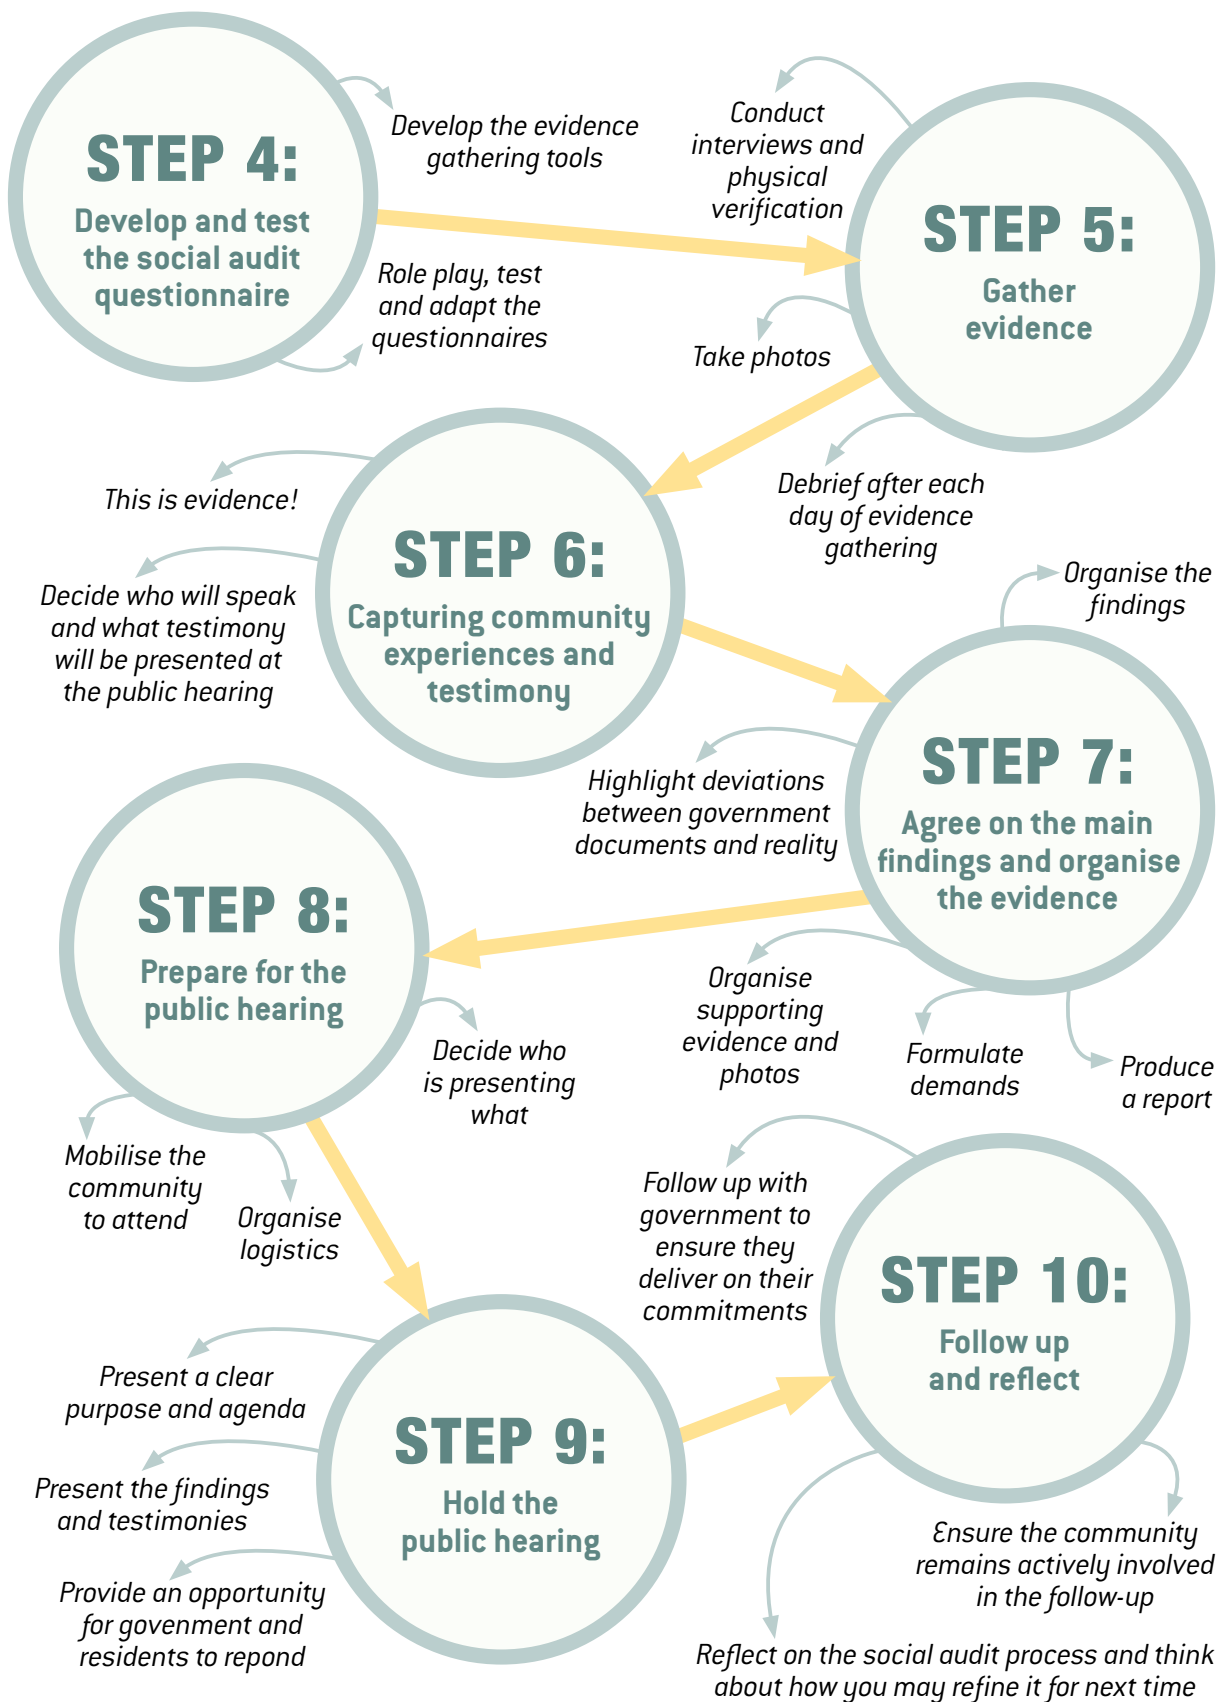 STEP 4:
Develop and test
the social audit
questionnaire
Develop the evidence
gathering tools
Role play, test
and adapt the
questionnaires
STEP 5:
Gather
evidence
Conduct
interviews and
physical
verification
Take photos
Debrief after each
day of evidence
gathering
STEP 6:
Capturing community
experiences and
testimony
This is evidence!
Decide who will speak
and what testimony
will be presented at
the public hearing
STEP 7:
Agree on the main
findings and organise
the evidence
Organise the
findings
Highlight deviations
between government
documents and reality
Organise
supporting
evidence and
photos
Formulate
demands
Produce
a report
STEP 8:
Prepare for the
public hearing
Decide who
is presenting
what
Mobilise the
community
to attend
Organise
logistics
STEP 9:
Hold the
public hearing
Present a clear
purpose and agenda
Present the findings
and testimonies
Provide an opportunity
for govenment and
residents to repond
STEP 10:
Follow up
and reflect
Follow up with
government to
ensure they
deliver on their
commitments
Ensure the community
remains actively involved
in the follow-up
Reflect on the social audit process and think
about how you may refine it for next time